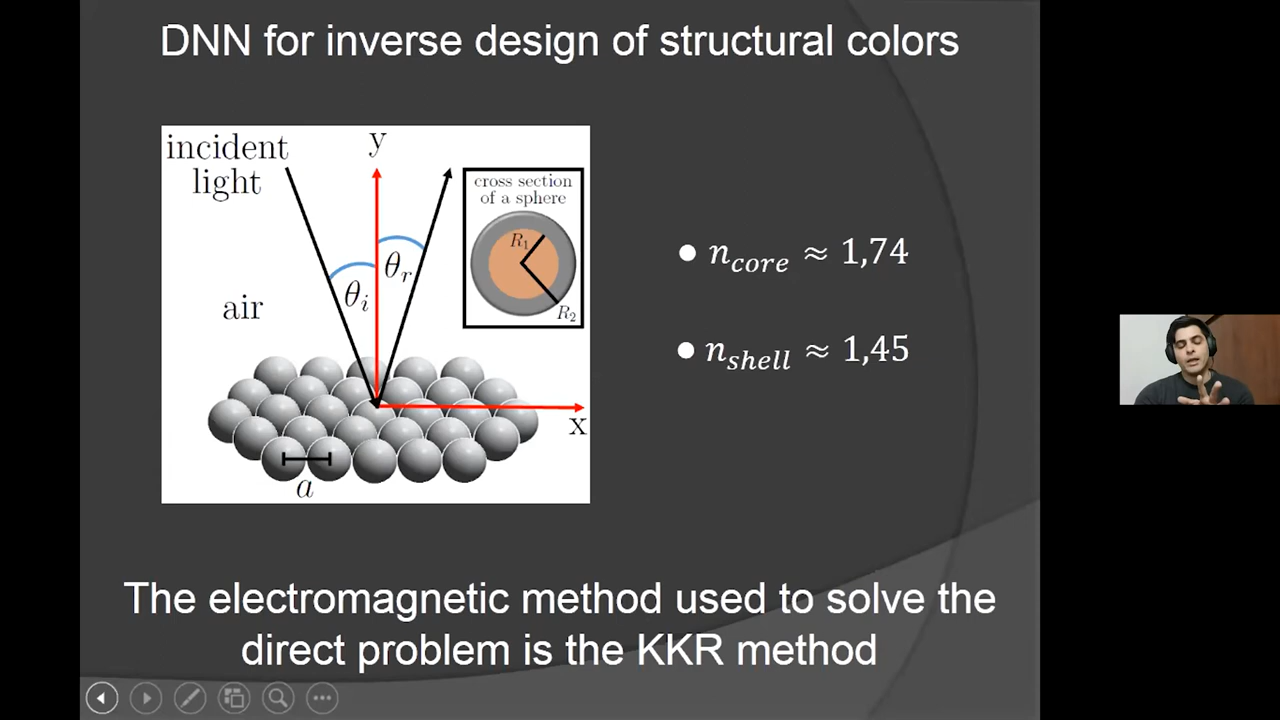 DNN for inverse design of structural colors
incident
light
y
cross section
of a sphere
R₁
R₂
θᵣ
θᵢ
air
x
a
● n_core ≈ 1,74
● n_shell ≈ 1,45
The electromagnetic method used to solve the
direct problem is the KKR method